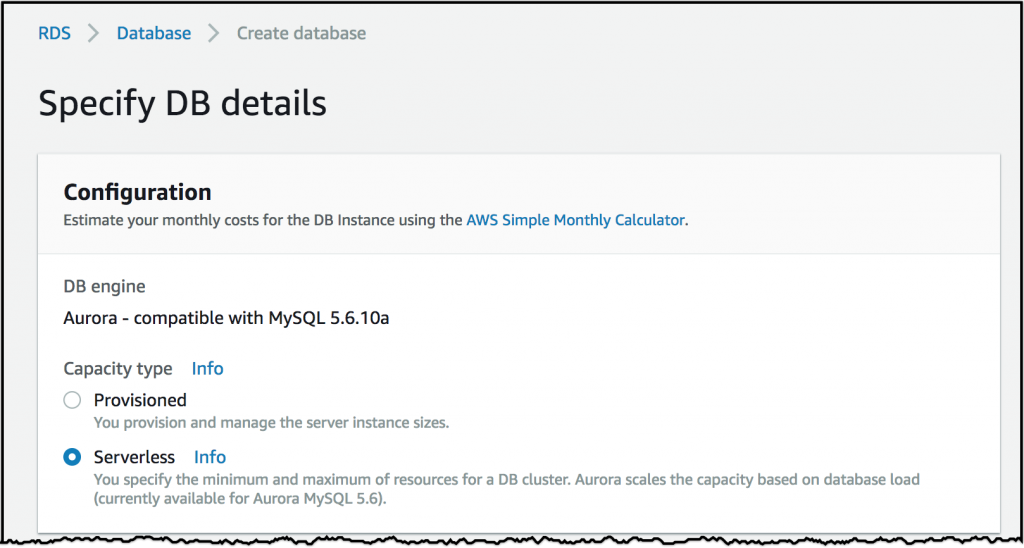 RDS > Database > Create database
Specify DB details
Configuration
Estimate your monthly costs for the DB Instance using the AWS Simple Monthly Calculator.
DB engine
Aurora - compatible with MySQL 5.6.10a
Capacity type Info
Provisioned
You provision and manage the server instance sizes.
Serverless Info
You specify the minimum and maximum of resources for a DB cluster. Aurora scales the capacity based on database load
(currently available for Aurora MySQL 5.6).